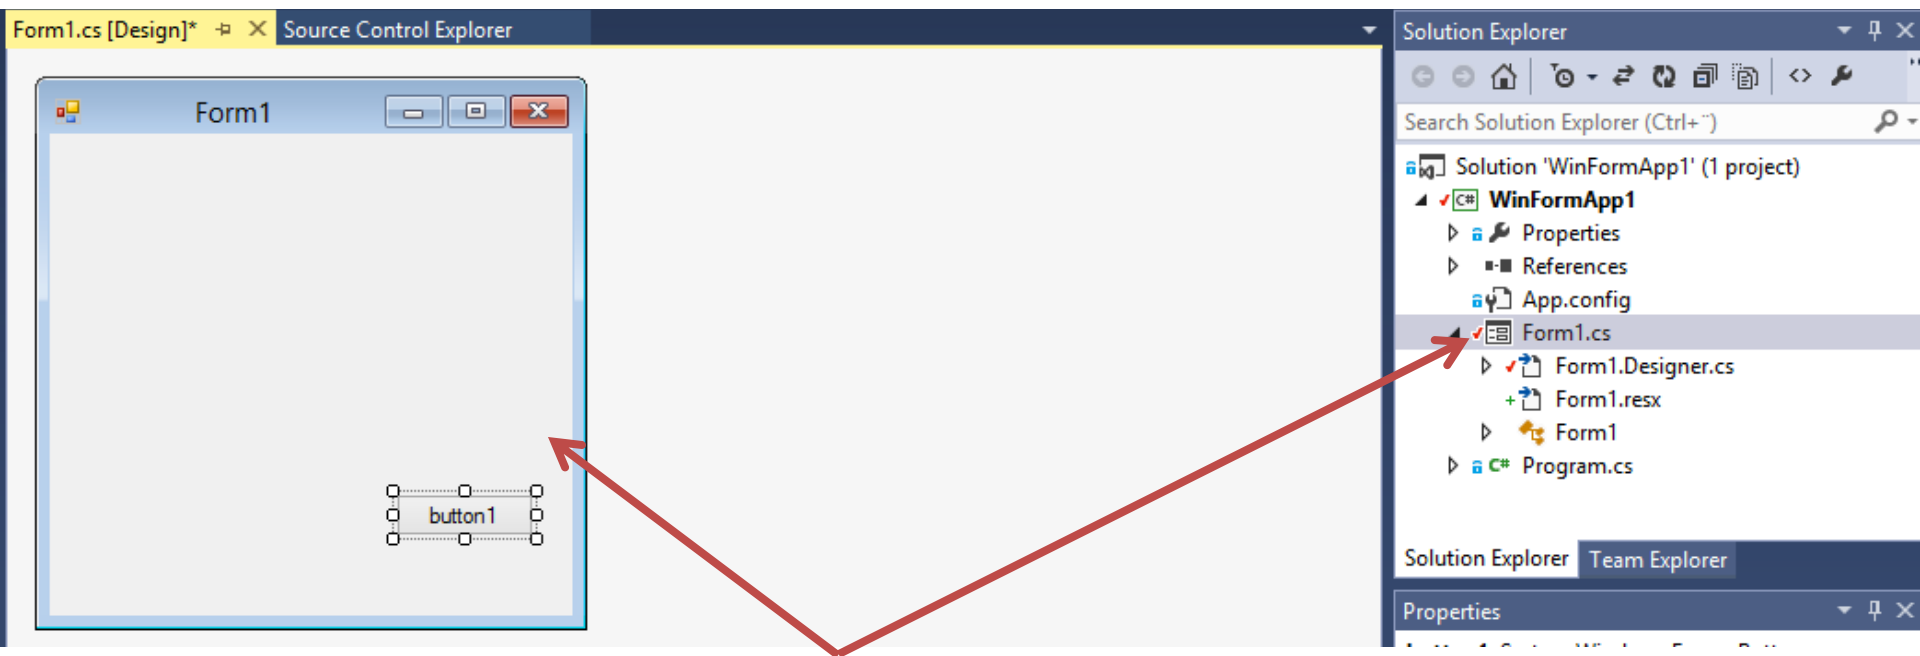 Form1.cs [Design]*
Source Control Explorer
Form1
button1
Solution Explorer
Search Solution Explorer (Ctrl+¨)
Solution 'WinFormApp1' (1 project)
C# WinFormApp1
Properties
References
App.config
Form1.cs
Form1.Designer.cs
Form1.resx
Form1
C# Program.cs
Solution Explorer
Team Explorer
Properties